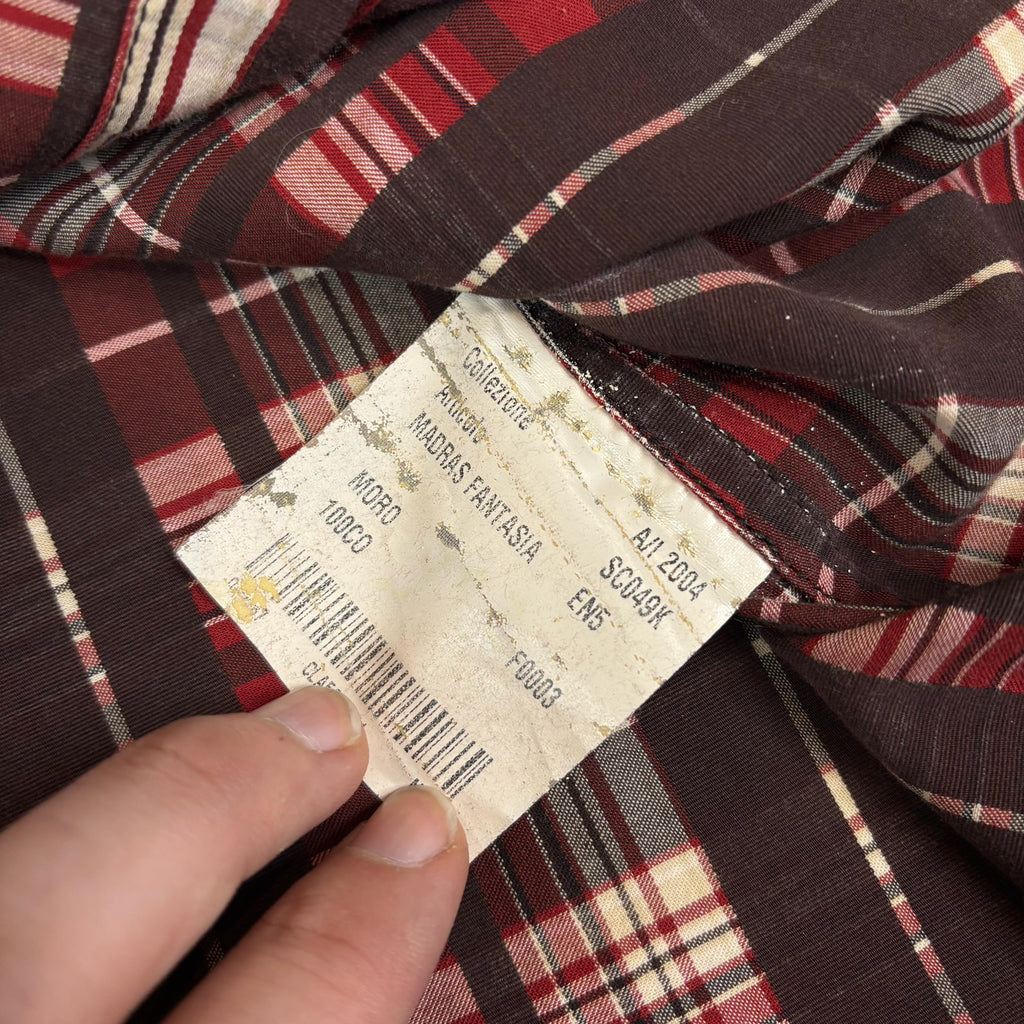 Collezione A/I 2004
Articolo SC049K
MADRAS FANTASIA EN5
MORO F0003
100CO